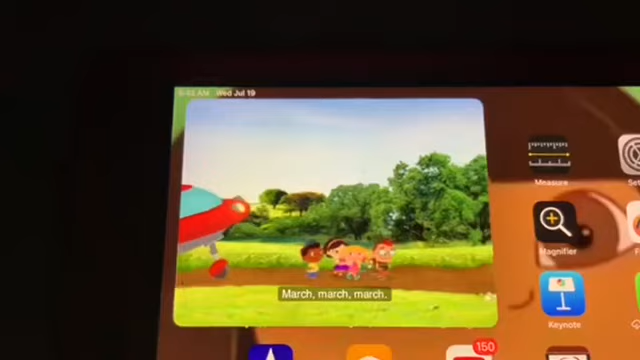 Wed Jul 19
March, march, march.
Measure
Magnifier
Keynote
150